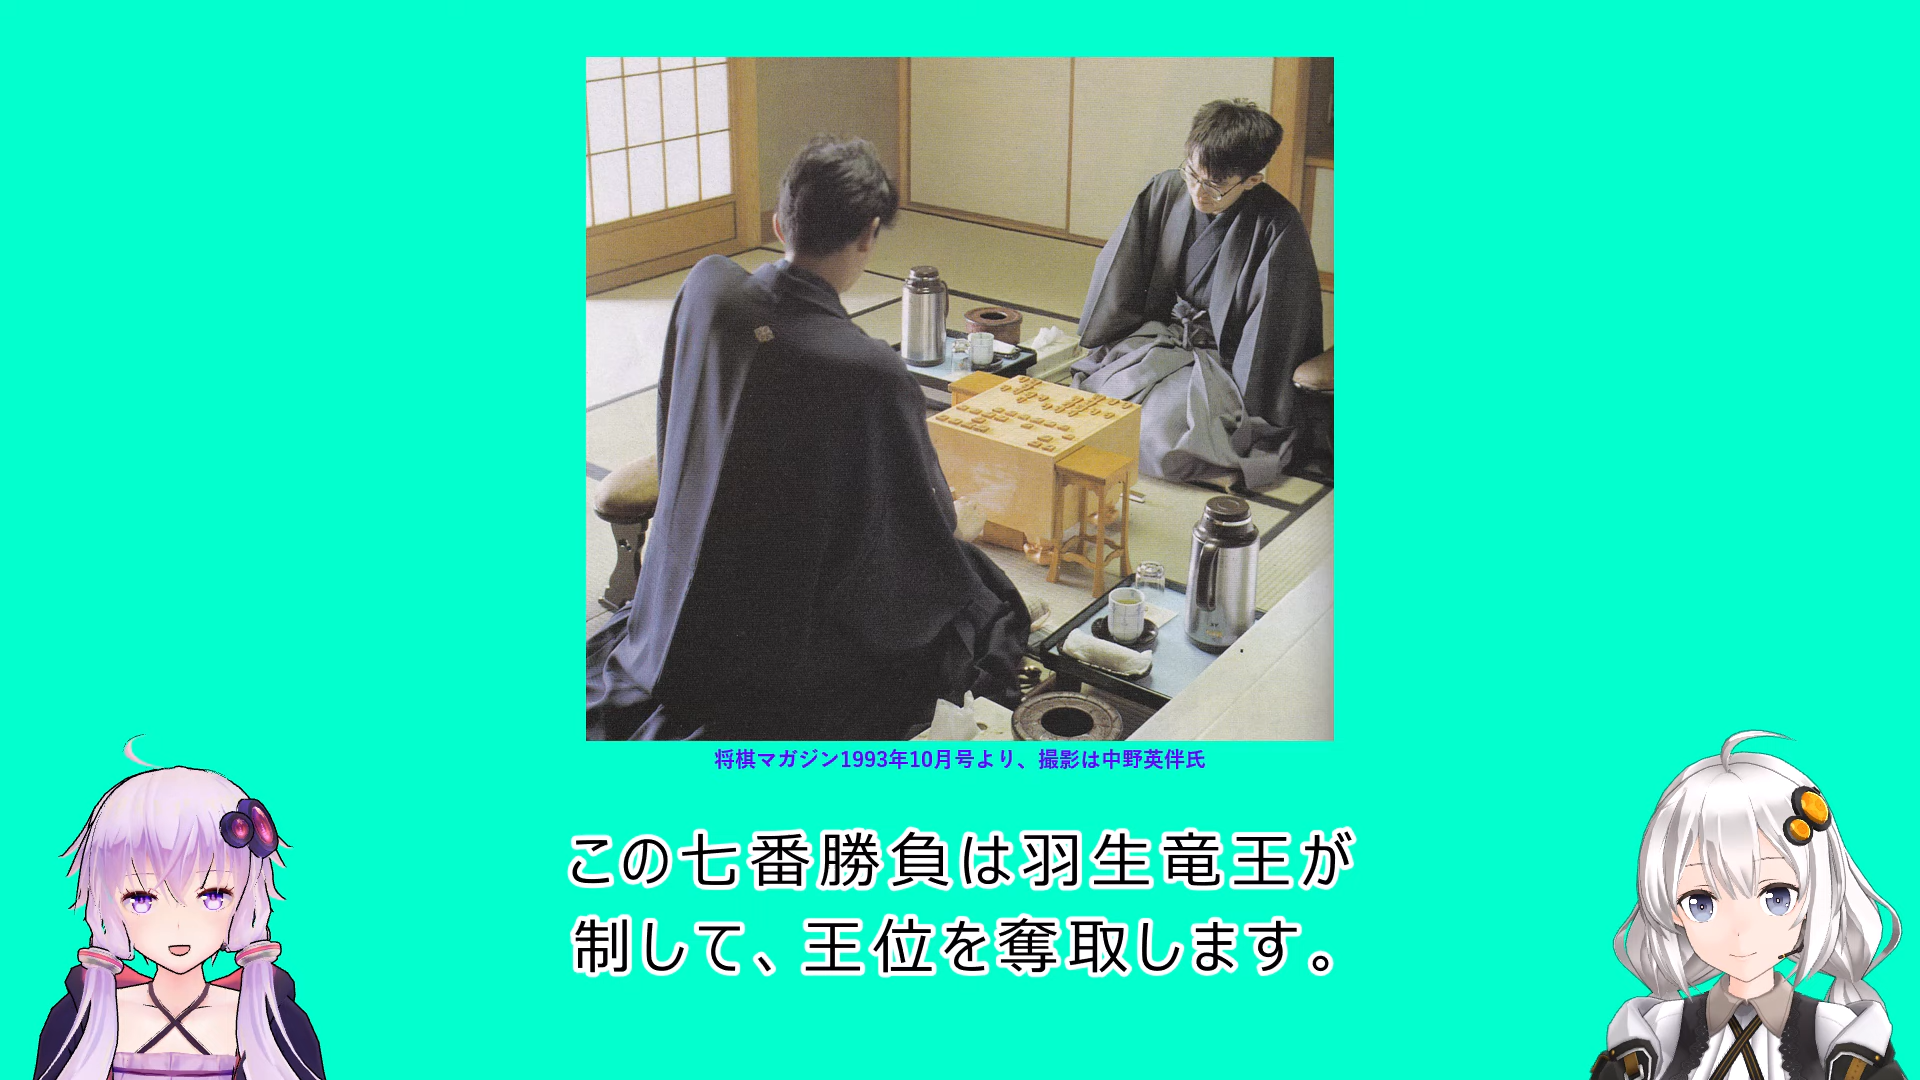 将棋マガジン1993年10月号より、撮影は中野英伴氏
この七番勝負は羽生竜王が
制して、王位を奪取します。